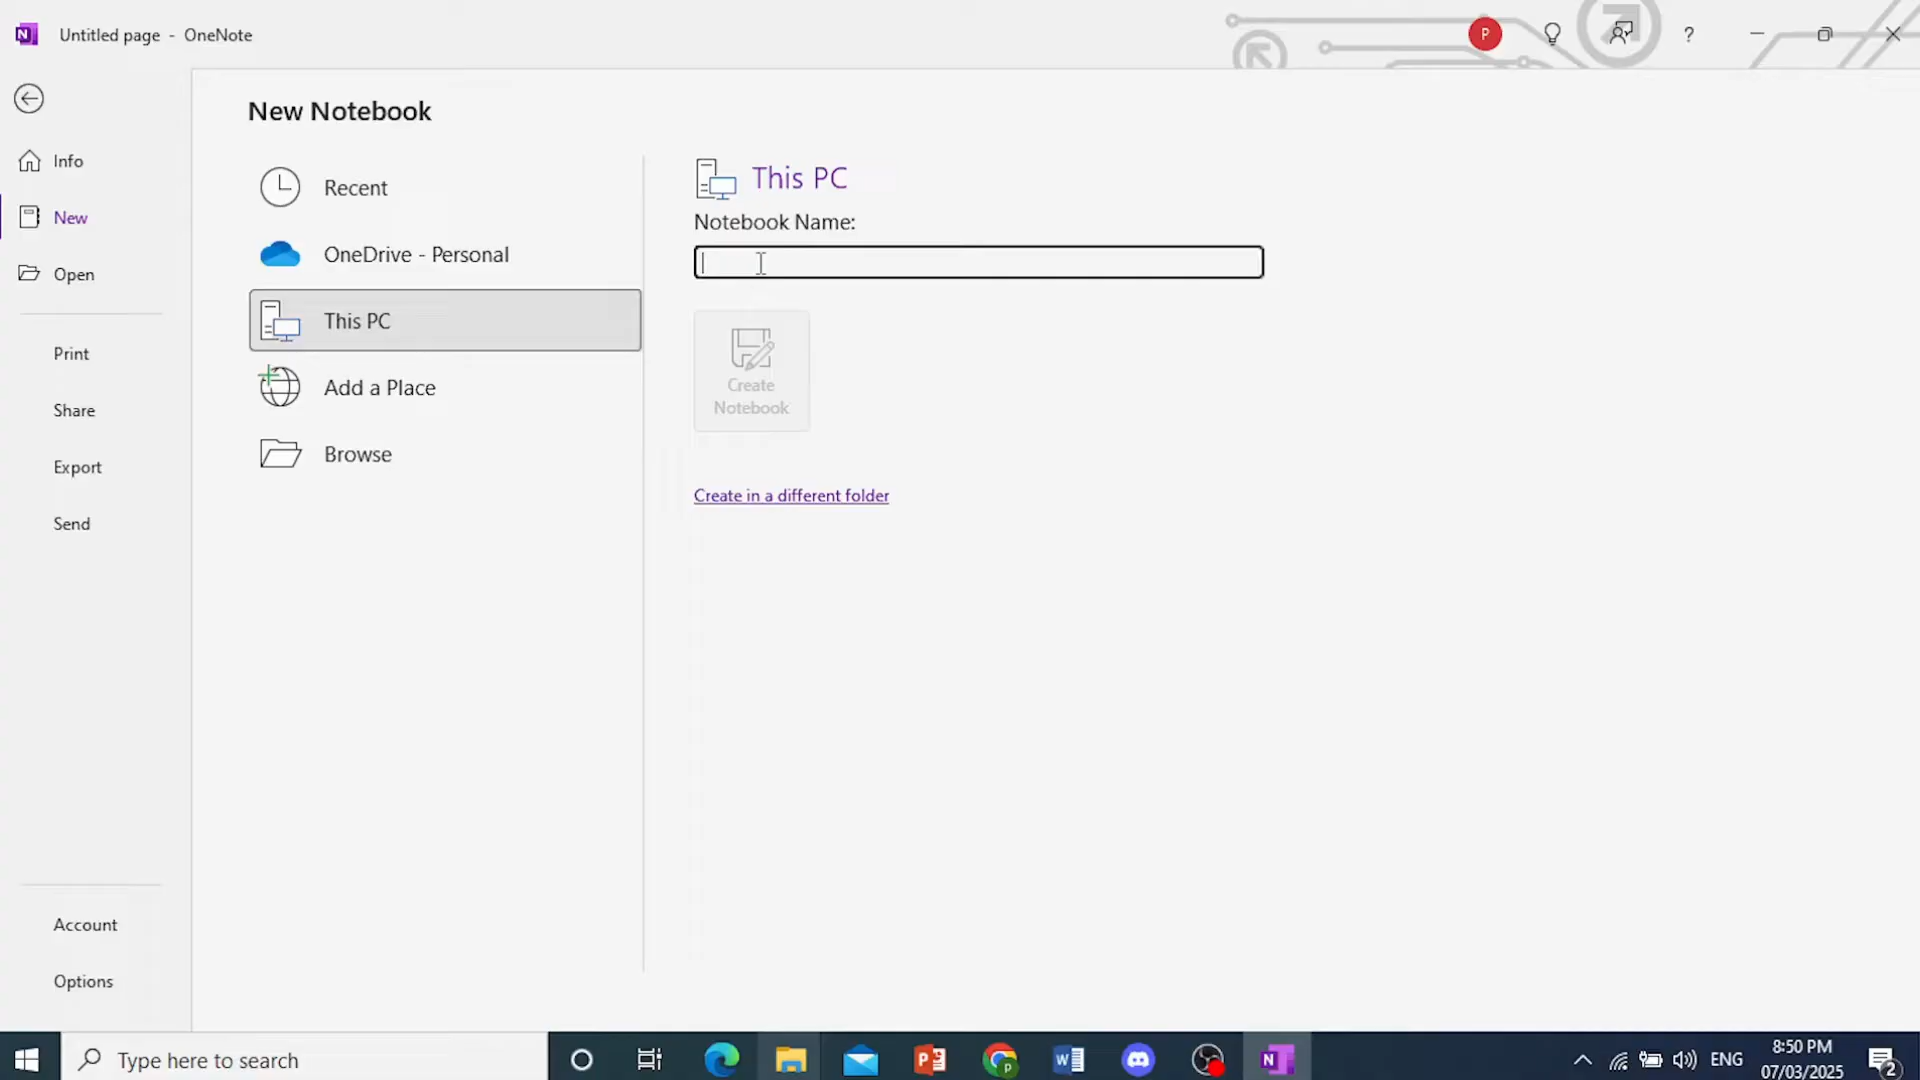 N Untitled page - OneNote
P ?
Info
New
Open
Print
Share
Export
Send
Account
Options
New Notebook
Recent
OneDrive - Personal
This PC
Add a Place
Browse
This PC
Notebook Name:
Create
Notebook
Create in a different folder
Type here to search
P
P
W
N
ENG
8:50 PM
07/03/2025
2